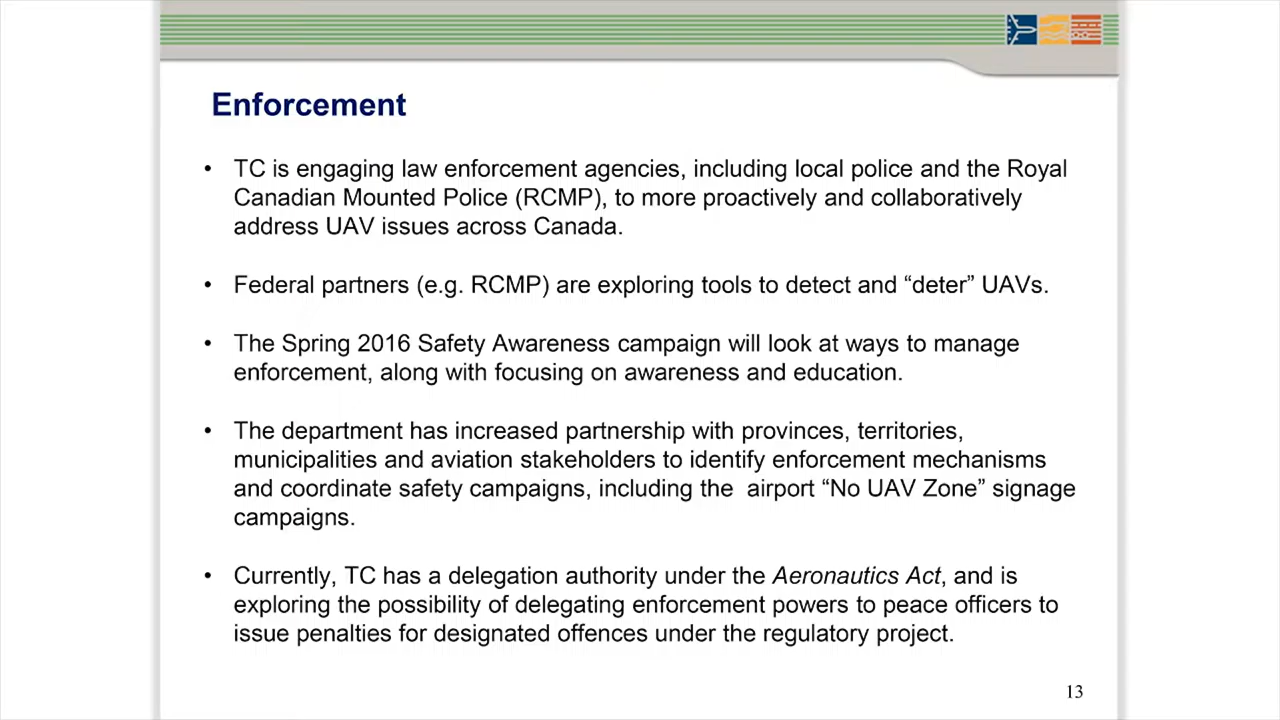 Enforcement
• TC is engaging law enforcement agencies, including local police and the Royal
Canadian Mounted Police (RCMP), to more proactively and collaboratively
address UAV issues across Canada.
• Federal partners (e.g. RCMP) are exploring tools to detect and “deter” UAVs.
• The Spring 2016 Safety Awareness campaign will look at ways to manage
enforcement, along with focusing on awareness and education.
• The department has increased partnership with provinces, territories,
municipalities and aviation stakeholders to identify enforcement mechanisms
and coordinate safety campaigns, including the  airport “No UAV Zone” signage
campaigns.
• Currently, TC has a delegation authority under the Aeronautics Act, and is
exploring the possibility of delegating enforcement powers to peace officers to
issue penalties for designated offences under the regulatory project.
13